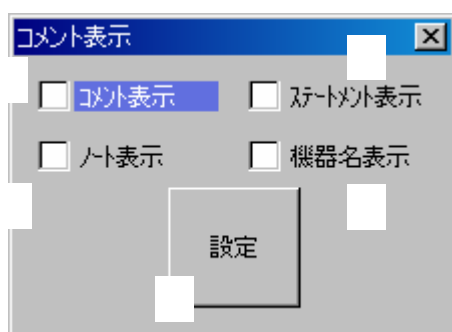 コメント表示
コメント表示
ステートメント表示
ノート表示
機器名表示
設定